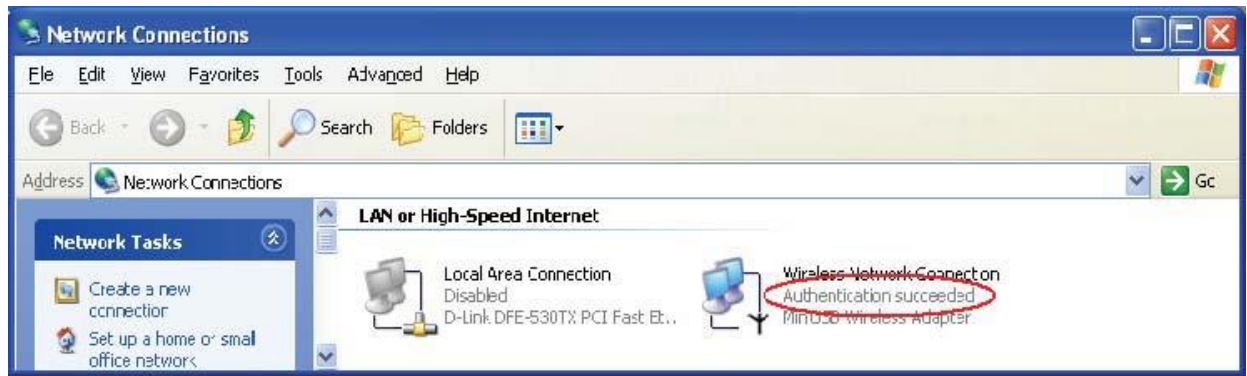 Network Connections
File Edit View Favorites Tools Advanced Help
Back Search Folders
Address Network Connections Go
Network Tasks
Create a new
connection
Set up a home or small
office network
LAN or High-Speed Internet
Local Area Connection
Disabled
D-Link DFE-530TX PCI Fast Et...
Wireless Network Connection
Authentication succeeded
MiniUSB Wireless Adapter